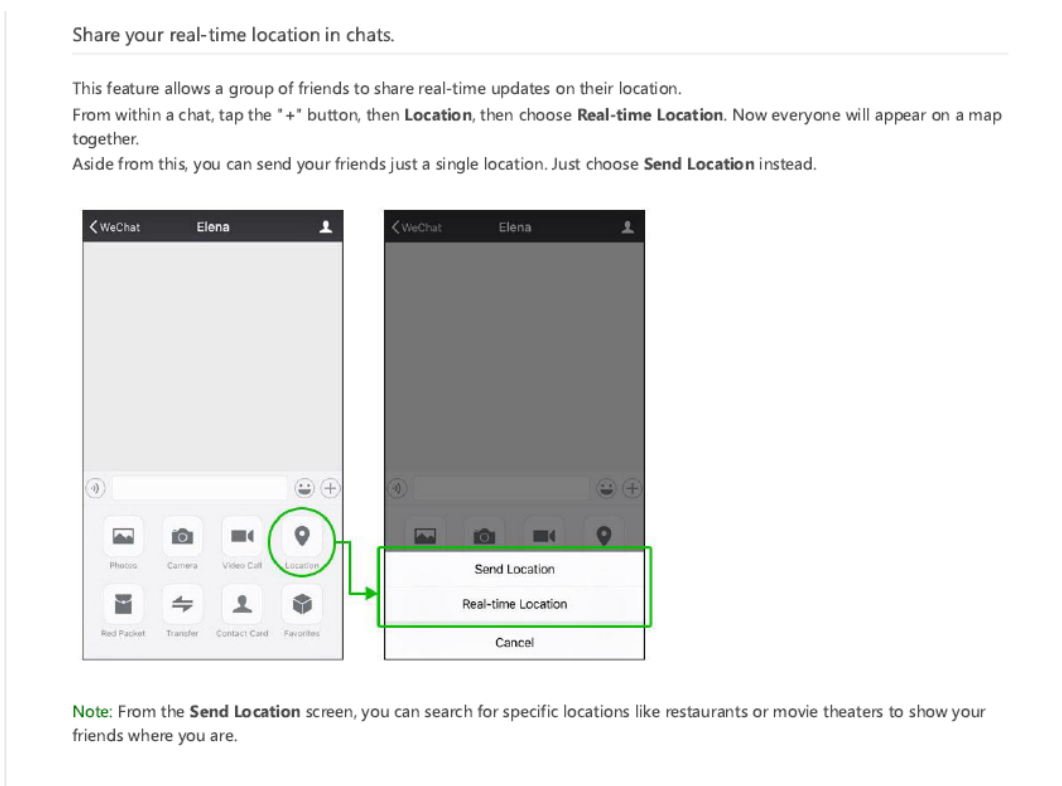 Share your real-time location in chats.
This feature allows a group of friends to share real-time updates on their location.
From within a chat, tap the "+" button, then Location, then choose Real-time Location. Now everyone will appear on a map
together.
Aside from this, you can send your friends just a single location. Just choose Send Location instead.
WeChat Elena
Photos Camera Video Call Location
Red Packet Transfer Contact Card Favorites
WeChat Elena
Send Location
Real-time Location
Cancel
Note: From the Send Location screen, you can search for specific locations like restaurants or movie theaters to show your
friends where you are.